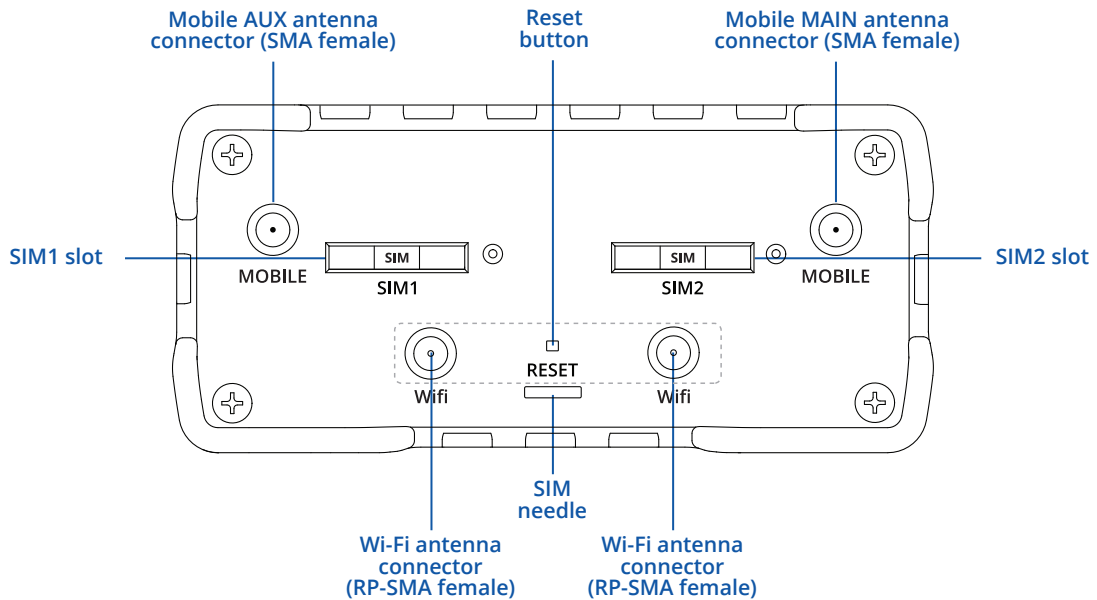 Mobile AUX antenna
connector (SMA female)
Reset
button
Mobile MAIN antenna
connector (SMA female)
SIM1 slot
SIM
SIM
SIM2 slot
MOBILE
SIM1
SIM2
MOBILE
RESET
Wifi
Wifi
SIM
needle
Wi-Fi antenna
connector
(RP-SMA female)
Wi-Fi antenna
connector
(RP-SMA female)